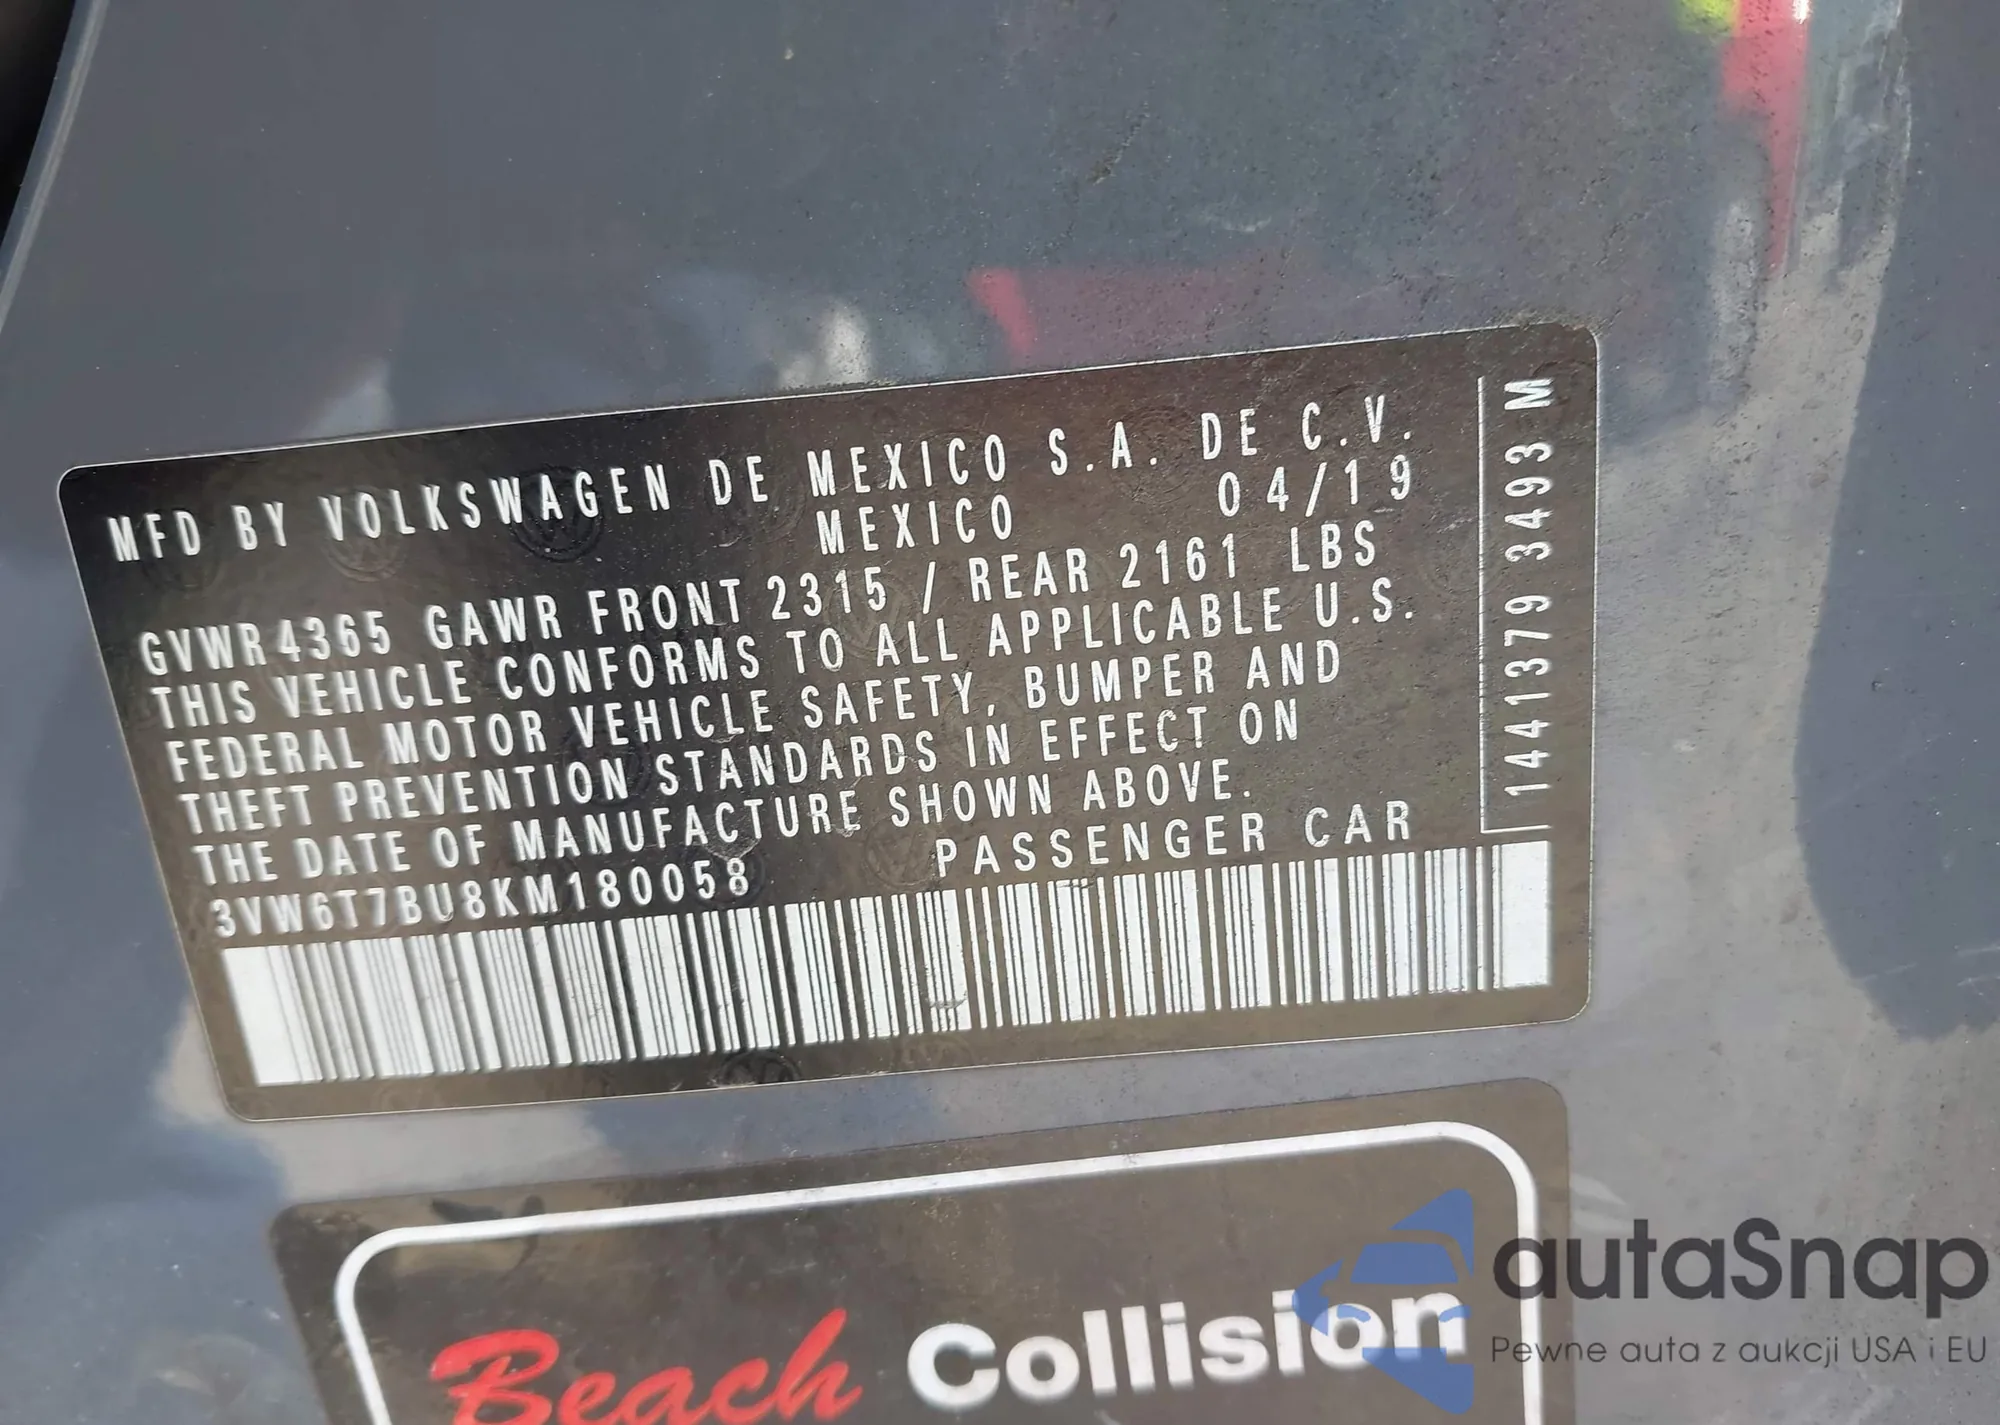 MFD BY VOLKSWAGEN DE MEXICO S.A. DE C.V.
MEXICO 04/19
GVWR 4365 GAWR FRONT 2315 / REAR 2161 LBS
THIS VEHICLE CONFORMS TO ALL APPLICABLE U.S.
FEDERAL MOTOR VEHICLE SAFETY, BUMPER AND
THEFT PREVENTION STANDARDS IN EFFECT ON
THE DATE OF MANUFACTURE SHOWN ABOVE.
3VW6T7BU8KM180058 PASSENGER CAR
1441379 3493 M
Beach Collision
autaSnap
Pewne auta z aukcji USA i EU